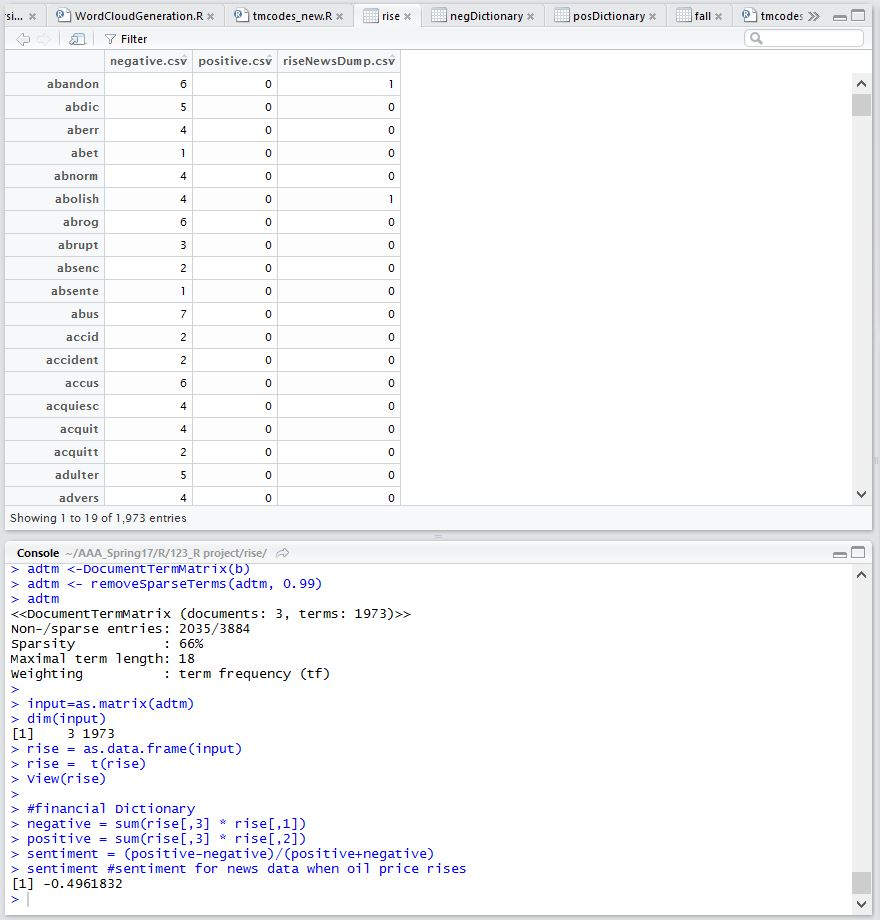 rsi...
WordCloudGeneration.R
tmcodes_new.R
rise
negDictionary
posDictionary
fall
tmcodes
Filter
negative.csv positive.csv riseNewsDump.csv
abandon 6 0 1
abdic 5 0 0
aberr 4 0 0
abet 1 0 0
abnorm 4 0 0
abolish 4 0 1
abrog 6 0 0
abrupt 3 0 0
absenc 2 0 0
absente 1 0 0
abus 7 0 0
accid 2 0 0
accident 2 0 0
accus 6 0 0
acquiesc 4 0 0
acquit 4 0 0
acquitt 2 0 0
adulter 5 0 0
advers 4 0 0
Showing 1 to 19 of 1,973 entries
Console ~/AAA_Spring17/R/123_R project/rise/
> adtm <-DocumentTermMatrix(b)
> adtm <- removeSparseTerms(adtm, 0.99)
> adtm
<<DocumentTermMatrix (documents: 3, terms: 1973)>>
Non-/sparse entries: 2035/3884
Sparsity           : 66%
Maximal term length: 18
Weighting          : term frequency (tf)
>
> input=as.matrix(adtm)
> dim(input)
[1]    3 1973
> rise = as.data.frame(input)
> rise =  t(rise)
> View(rise)
>
> #financial Dictionary
> negative = sum(rise[,3] * rise[,1])
> positive = sum(rise[,3] * rise[,2])
> sentiment = (positive-negative)/(positive+negative)
> sentiment #sentiment for news data when oil price rises
[1] -0.4961832
>